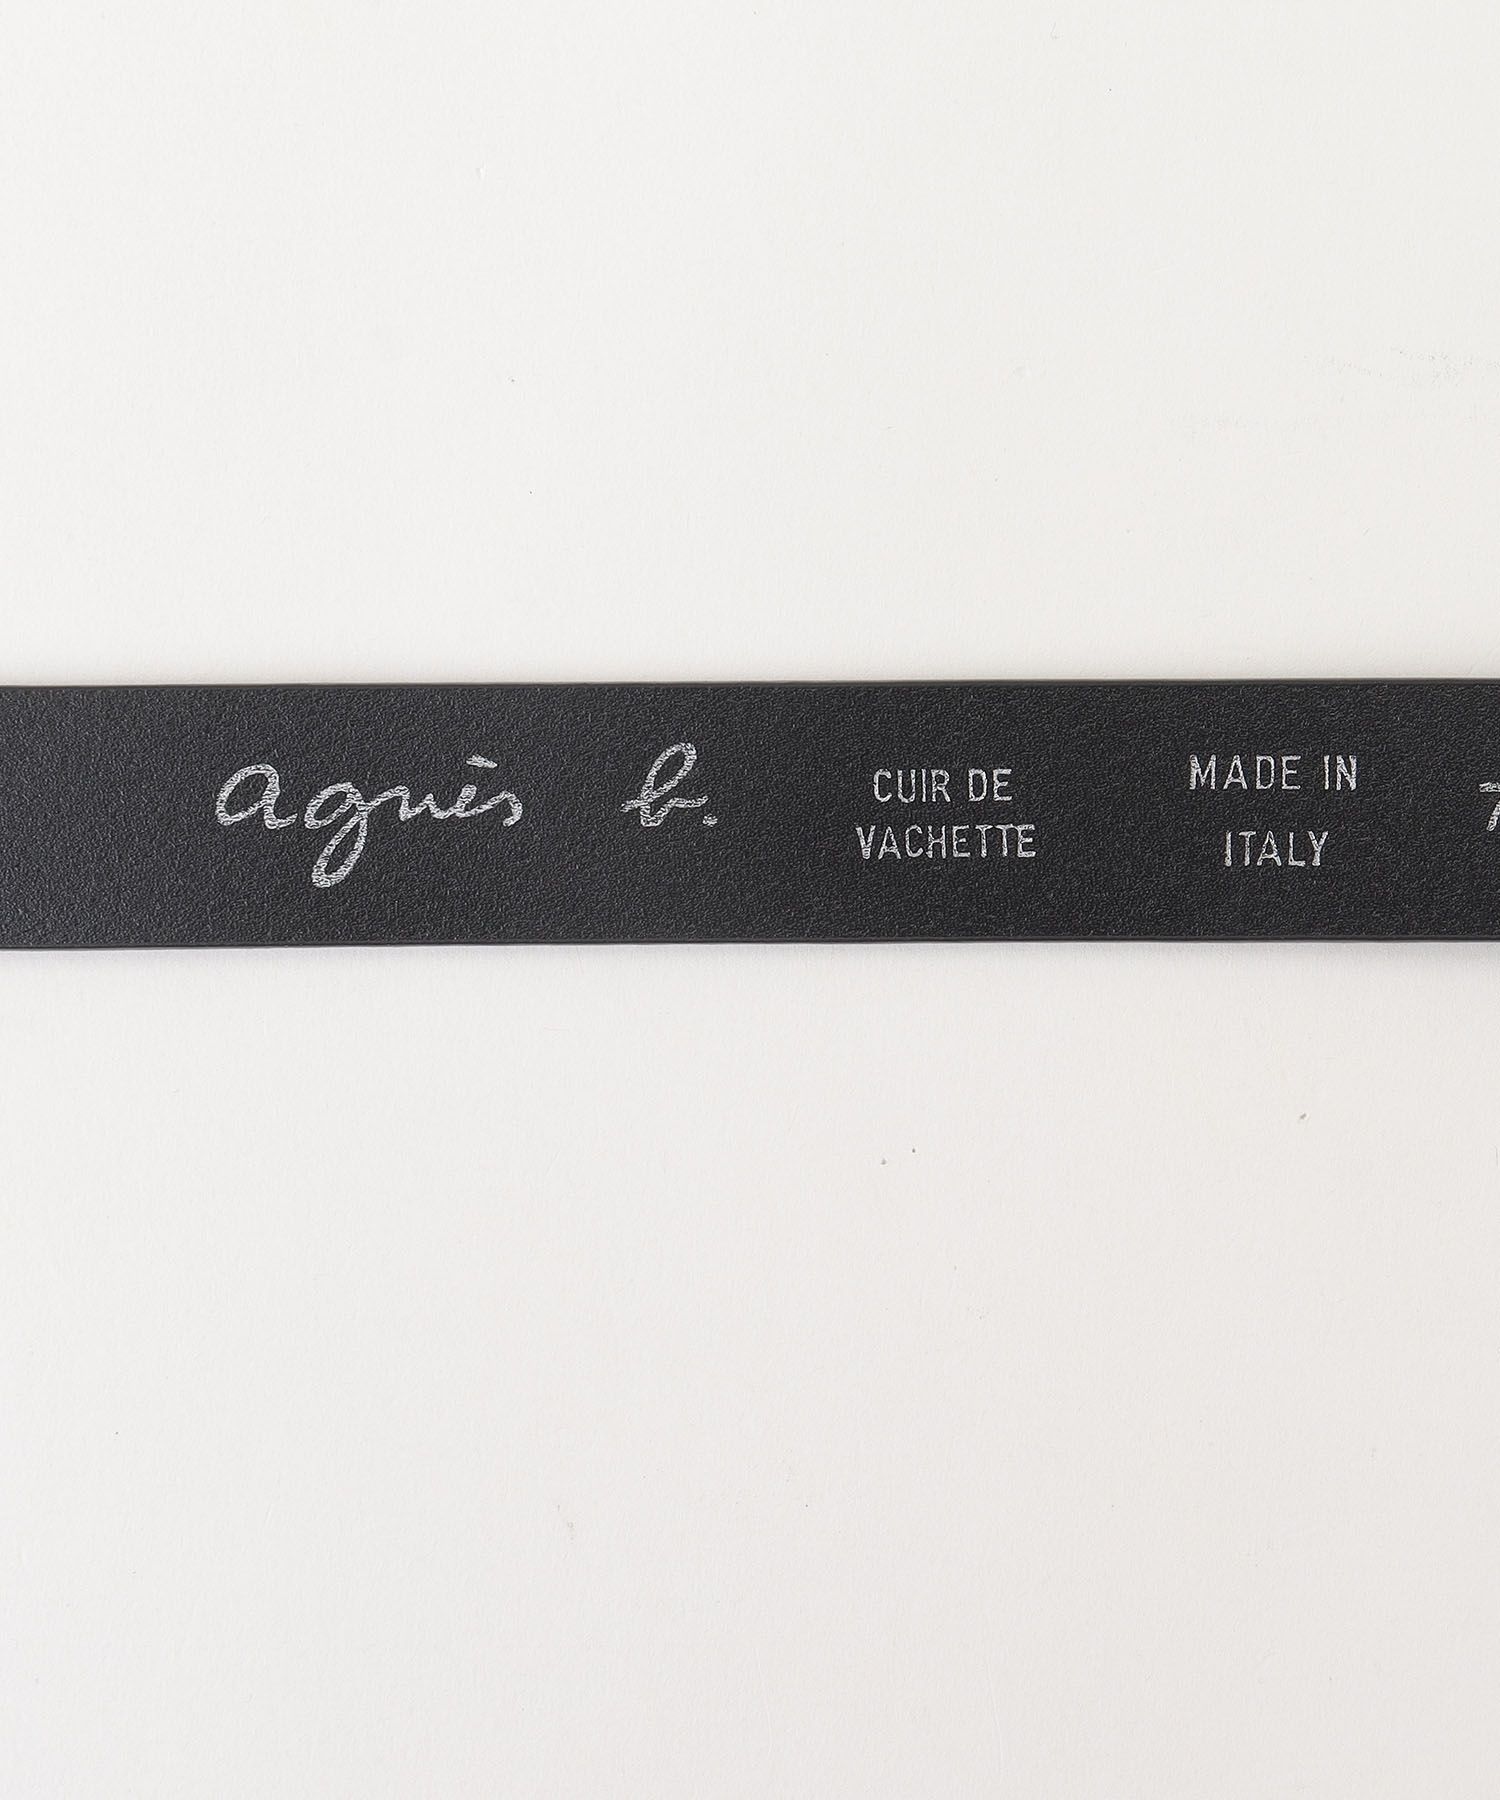 agnès b.
CUIR DE
VACHETTE
MADE IN
ITALY